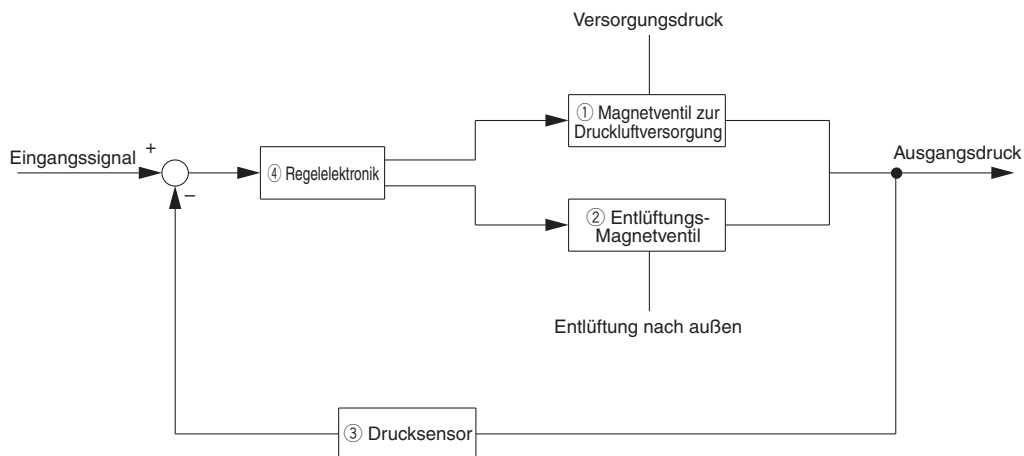 Versorgungsdruck
① Magnetventil zur
Druckluftversorgung
Eingangssignal
+
−
④ Regelelektronik
Ausgangsdruck
② Entlüftungs-
Magnetventil
Entlüftung nach außen
③ Drucksensor